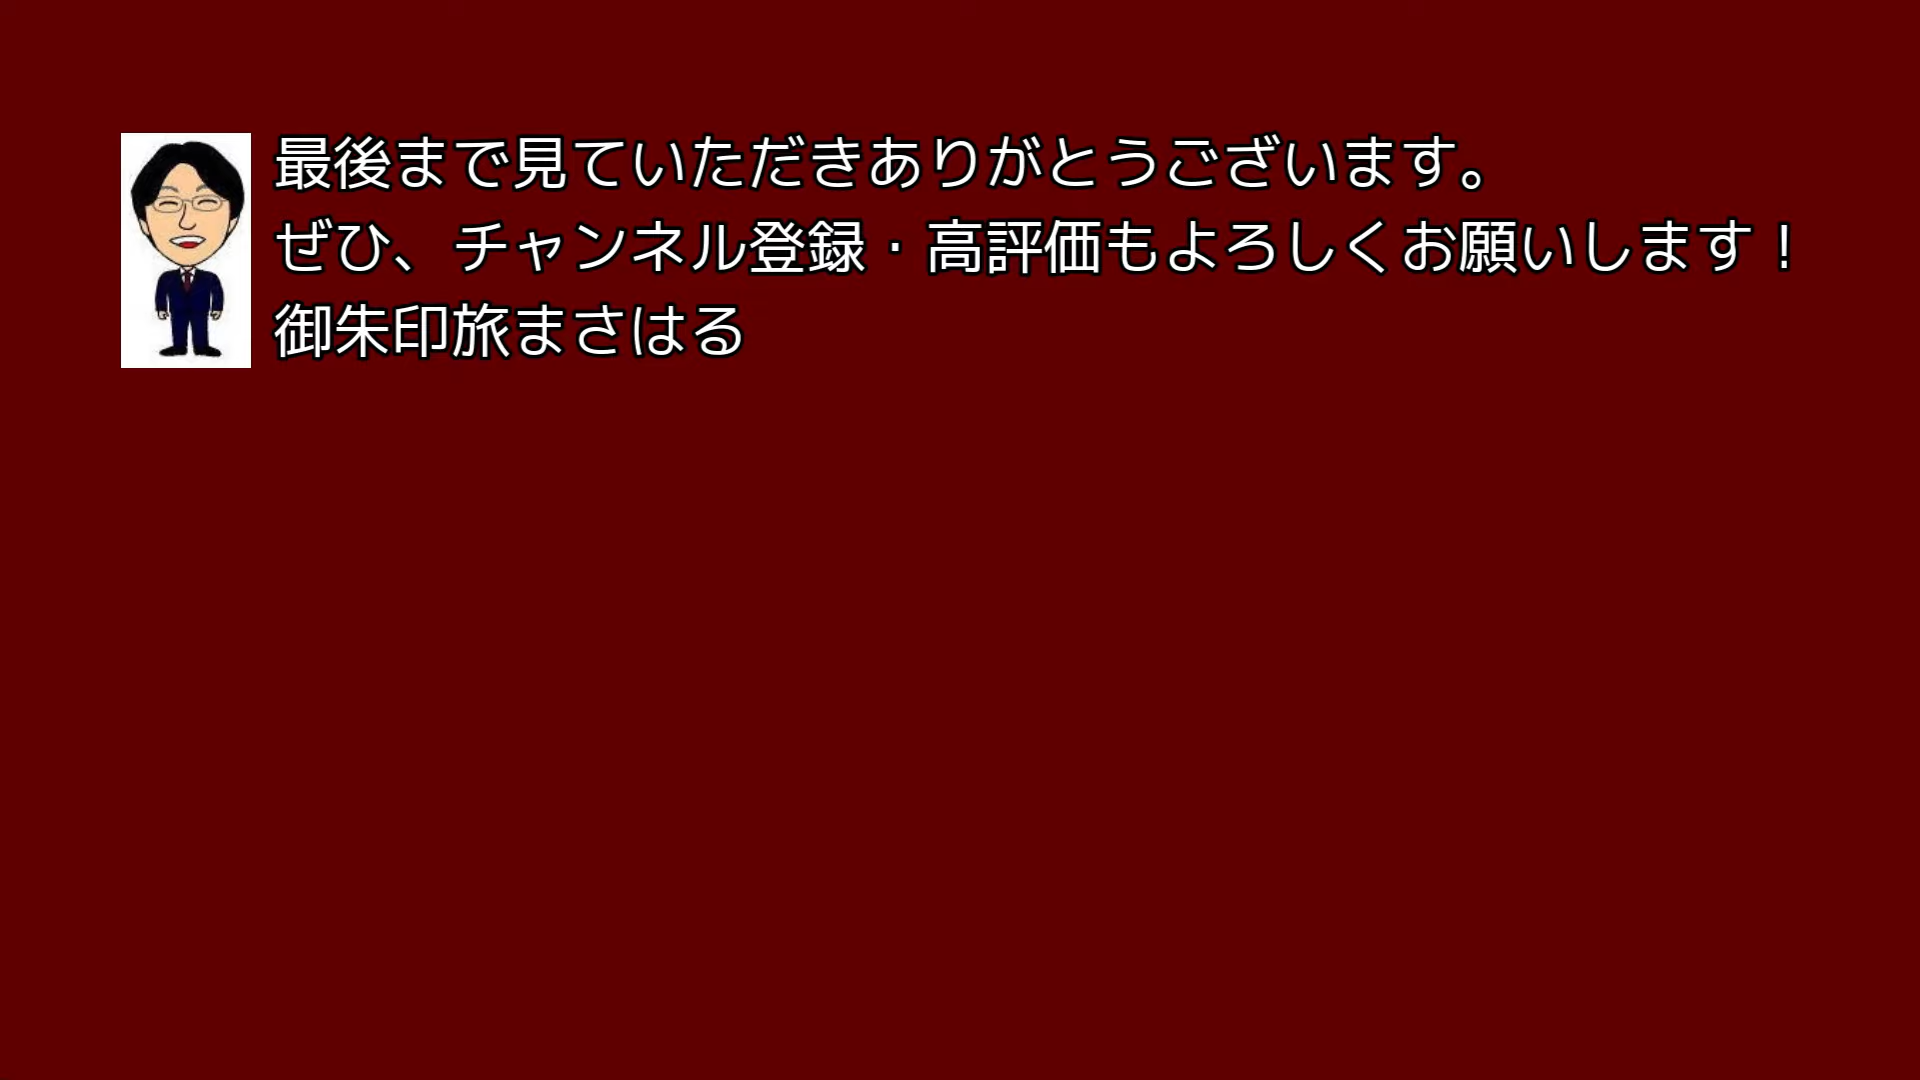 最後まで見ていただきありがとうございます。
ぜひ、チャンネル登録・高評価もよろしくお願いします！
御朱印旅まさはる